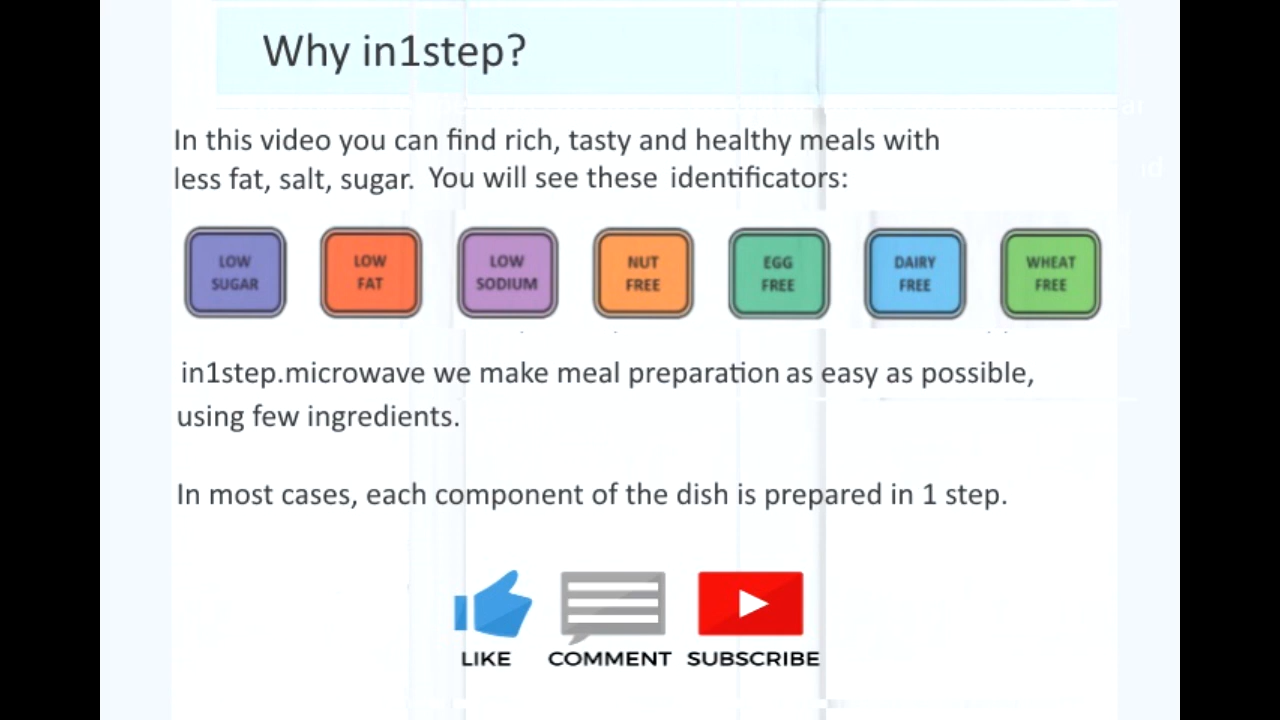 Why in1step?
In this video you can find rich, tasty and healthy meals with
less fat, salt, sugar. You will see these identificators:
LOW SUGAR
LOW FAT
LOW SODIUM
NUT FREE
EGG FREE
DAIRY FREE
WHEAT FREE
in1step.microwave we make meal preparation as easy as possible,
using few ingredients.
In most cases, each component of the dish is prepared in 1 step.
LIKE COMMENT SUBSCRIBE